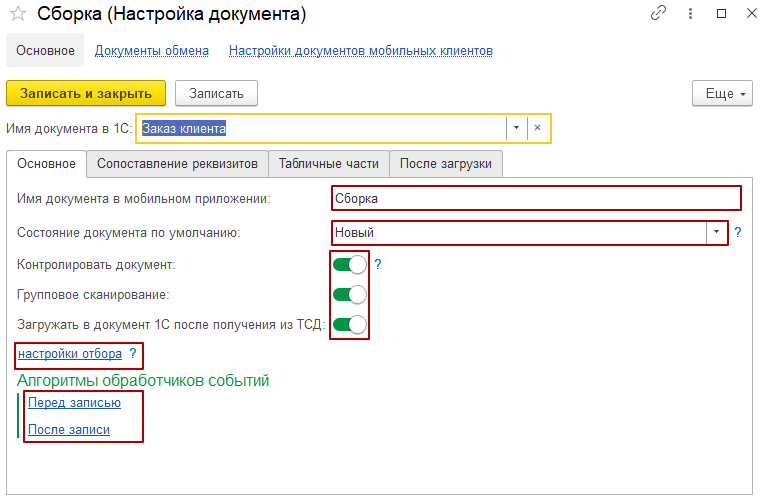 Сборка (Настройка документа)
Основное Документы обмена Настройки документов мобильных клиентов
Записать и закрыть Записать Еще
Имя документа в 1С: Заказ клиента
Основное Сопоставление реквизитов Табличные части После загрузки
Имя документа в мобильном приложении: Сборка
Состояние документа по умолчанию: Новый ?
Контролировать документ: ?
Групповое сканирование:
Загружать в документ 1С после получения из ТСД:
настройки отбора ?
Алгоритмы обработчиков событий
Перед записью
После записи